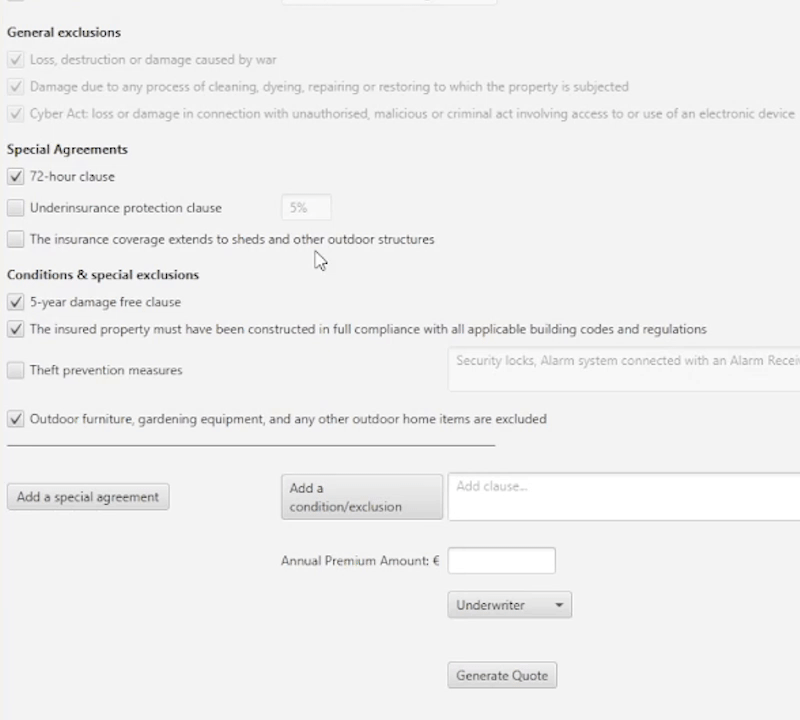 General exclusions
Loss, destruction or damage caused by war
Damage due to any process of cleaning, dyeing, repairing or restoring to which the property is subjected
Cyber Act: loss or damage in connection with unauthorised, malicious or criminal act involving access to or use of an electronic device
Special Agreements
72-hour clause
Underinsurance protection clause 5%
The insurance coverage extends to sheds and other outdoor structures
Conditions & special exclusions
5-year damage free clause
The insured property must have been constructed in full compliance with all applicable building codes and regulations
Theft prevention measures
Security locks, Alarm system connected with an Alarm Recei
Outdoor furniture, gardening equipment, and any other outdoor home items are excluded
Add a special agreement
Add a
condition/exclusion
Add clause...
Annual Premium Amount: €
Underwriter
Generate Quote